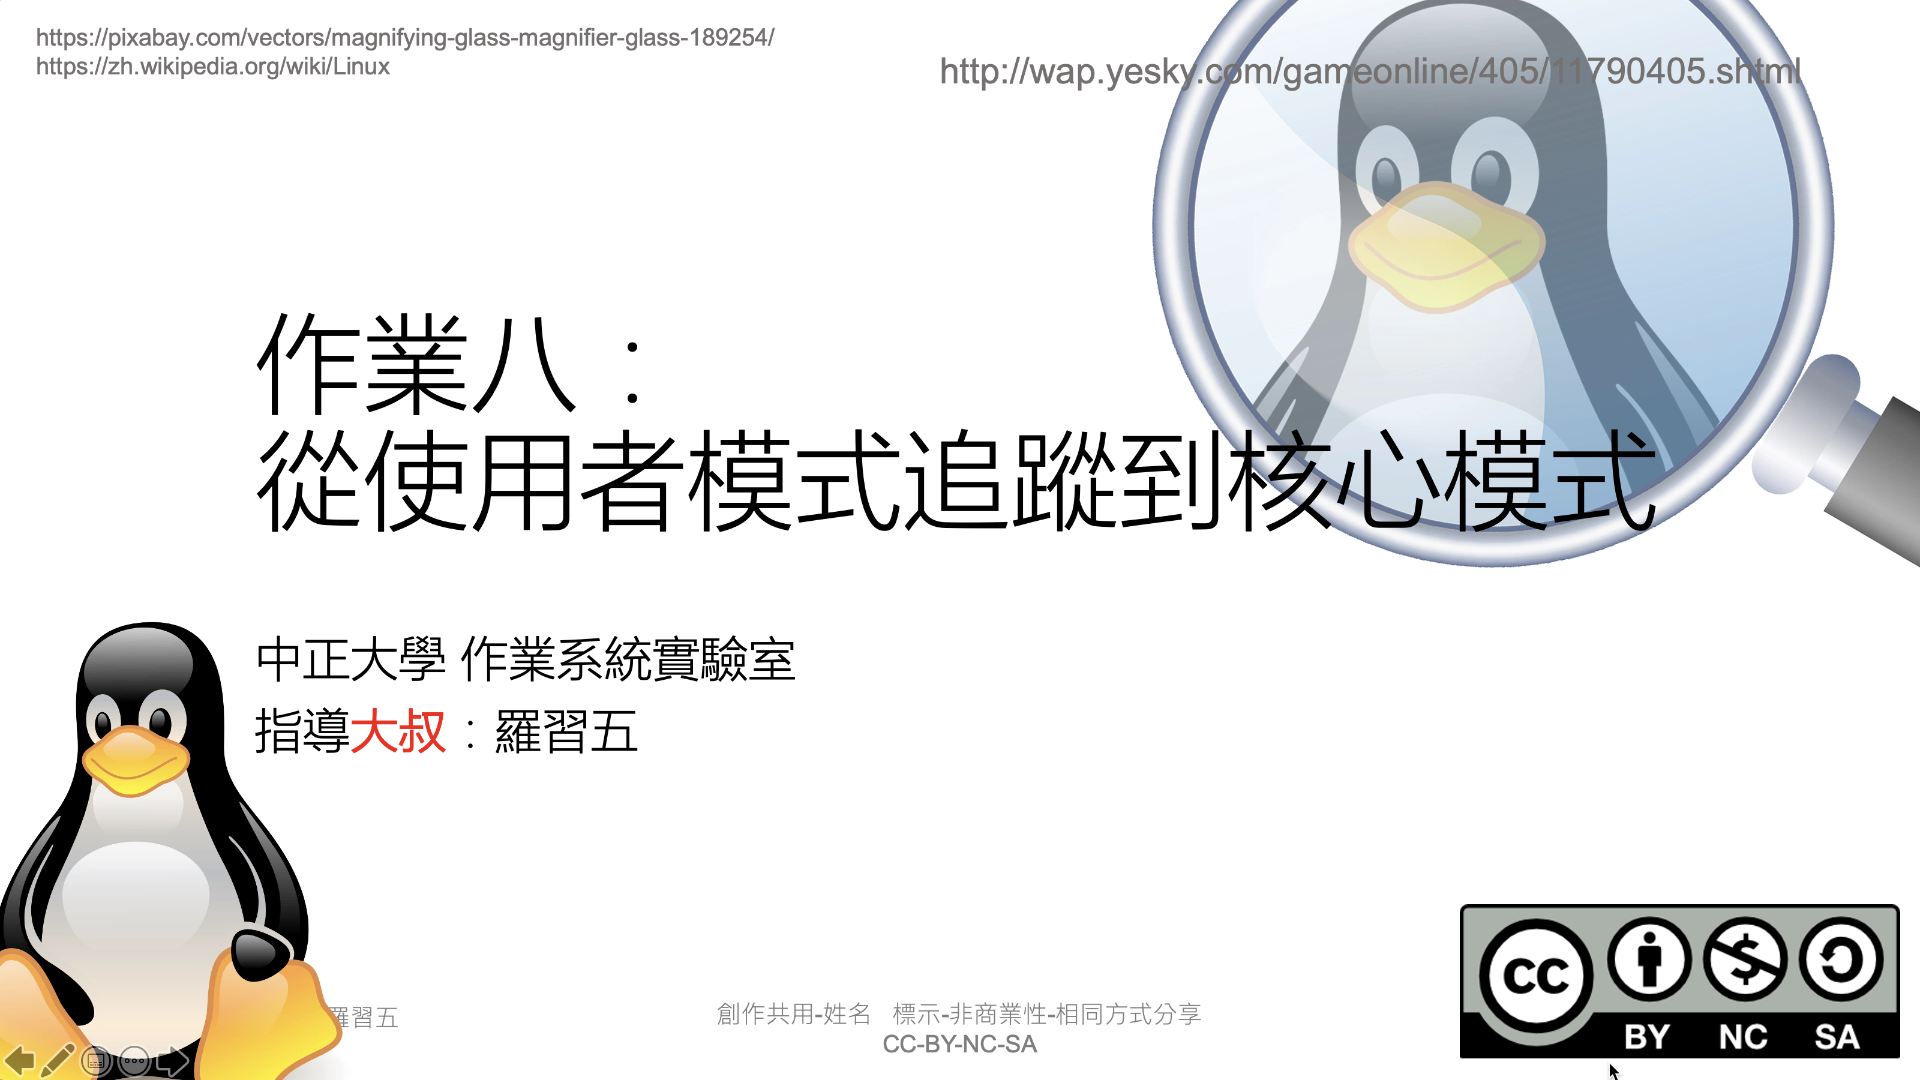 https://pixabay.com/vectors/magnifying-glass-magnifier-glass-189254/
https://zh.wikipedia.org/wiki/Linux
http://wap.yesky.com/gameonline/405/11790405.shtml
作業八：
從使用者模式追蹤到核心模式
中正大學 作業系統實驗室
指導大叔：羅習五
羅習五
創作共用-姓名 標示-非商業性-相同方式分享
CC-BY-NC-SA
cc
BY NC SA